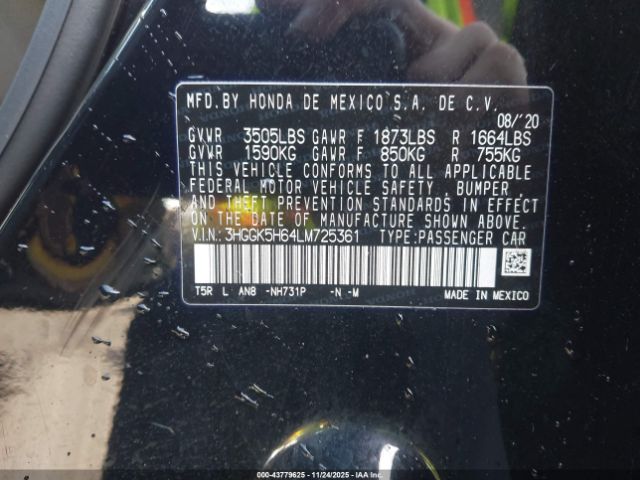 MFD.BY HONDA DE MEXICO S.A. DE C.V.
08/'20
GVWR 3505LBS GAWR F 1873LBS R 1664LBS
GVWR 1590KG GAWR F 850KG R 755KG
THIS VEHICLE CONFORMS TO ALL APPLICABLE
FEDERAL MOTOR VEHICLE SAFETY, BUMPER,
AND THEFT PREVENTION STANDARDS IN EFFECT
ON THE DATE OF MANUFACTURE SHOWN ABOVE.
V.I.N.: 3HGGK5H64LM725361 TYPE:PASSENGER CAR
T5R L AN8 -NH731P -N -M MADE IN MEXICO
000-43779625 - 11/24/2025 - IAA Inc.